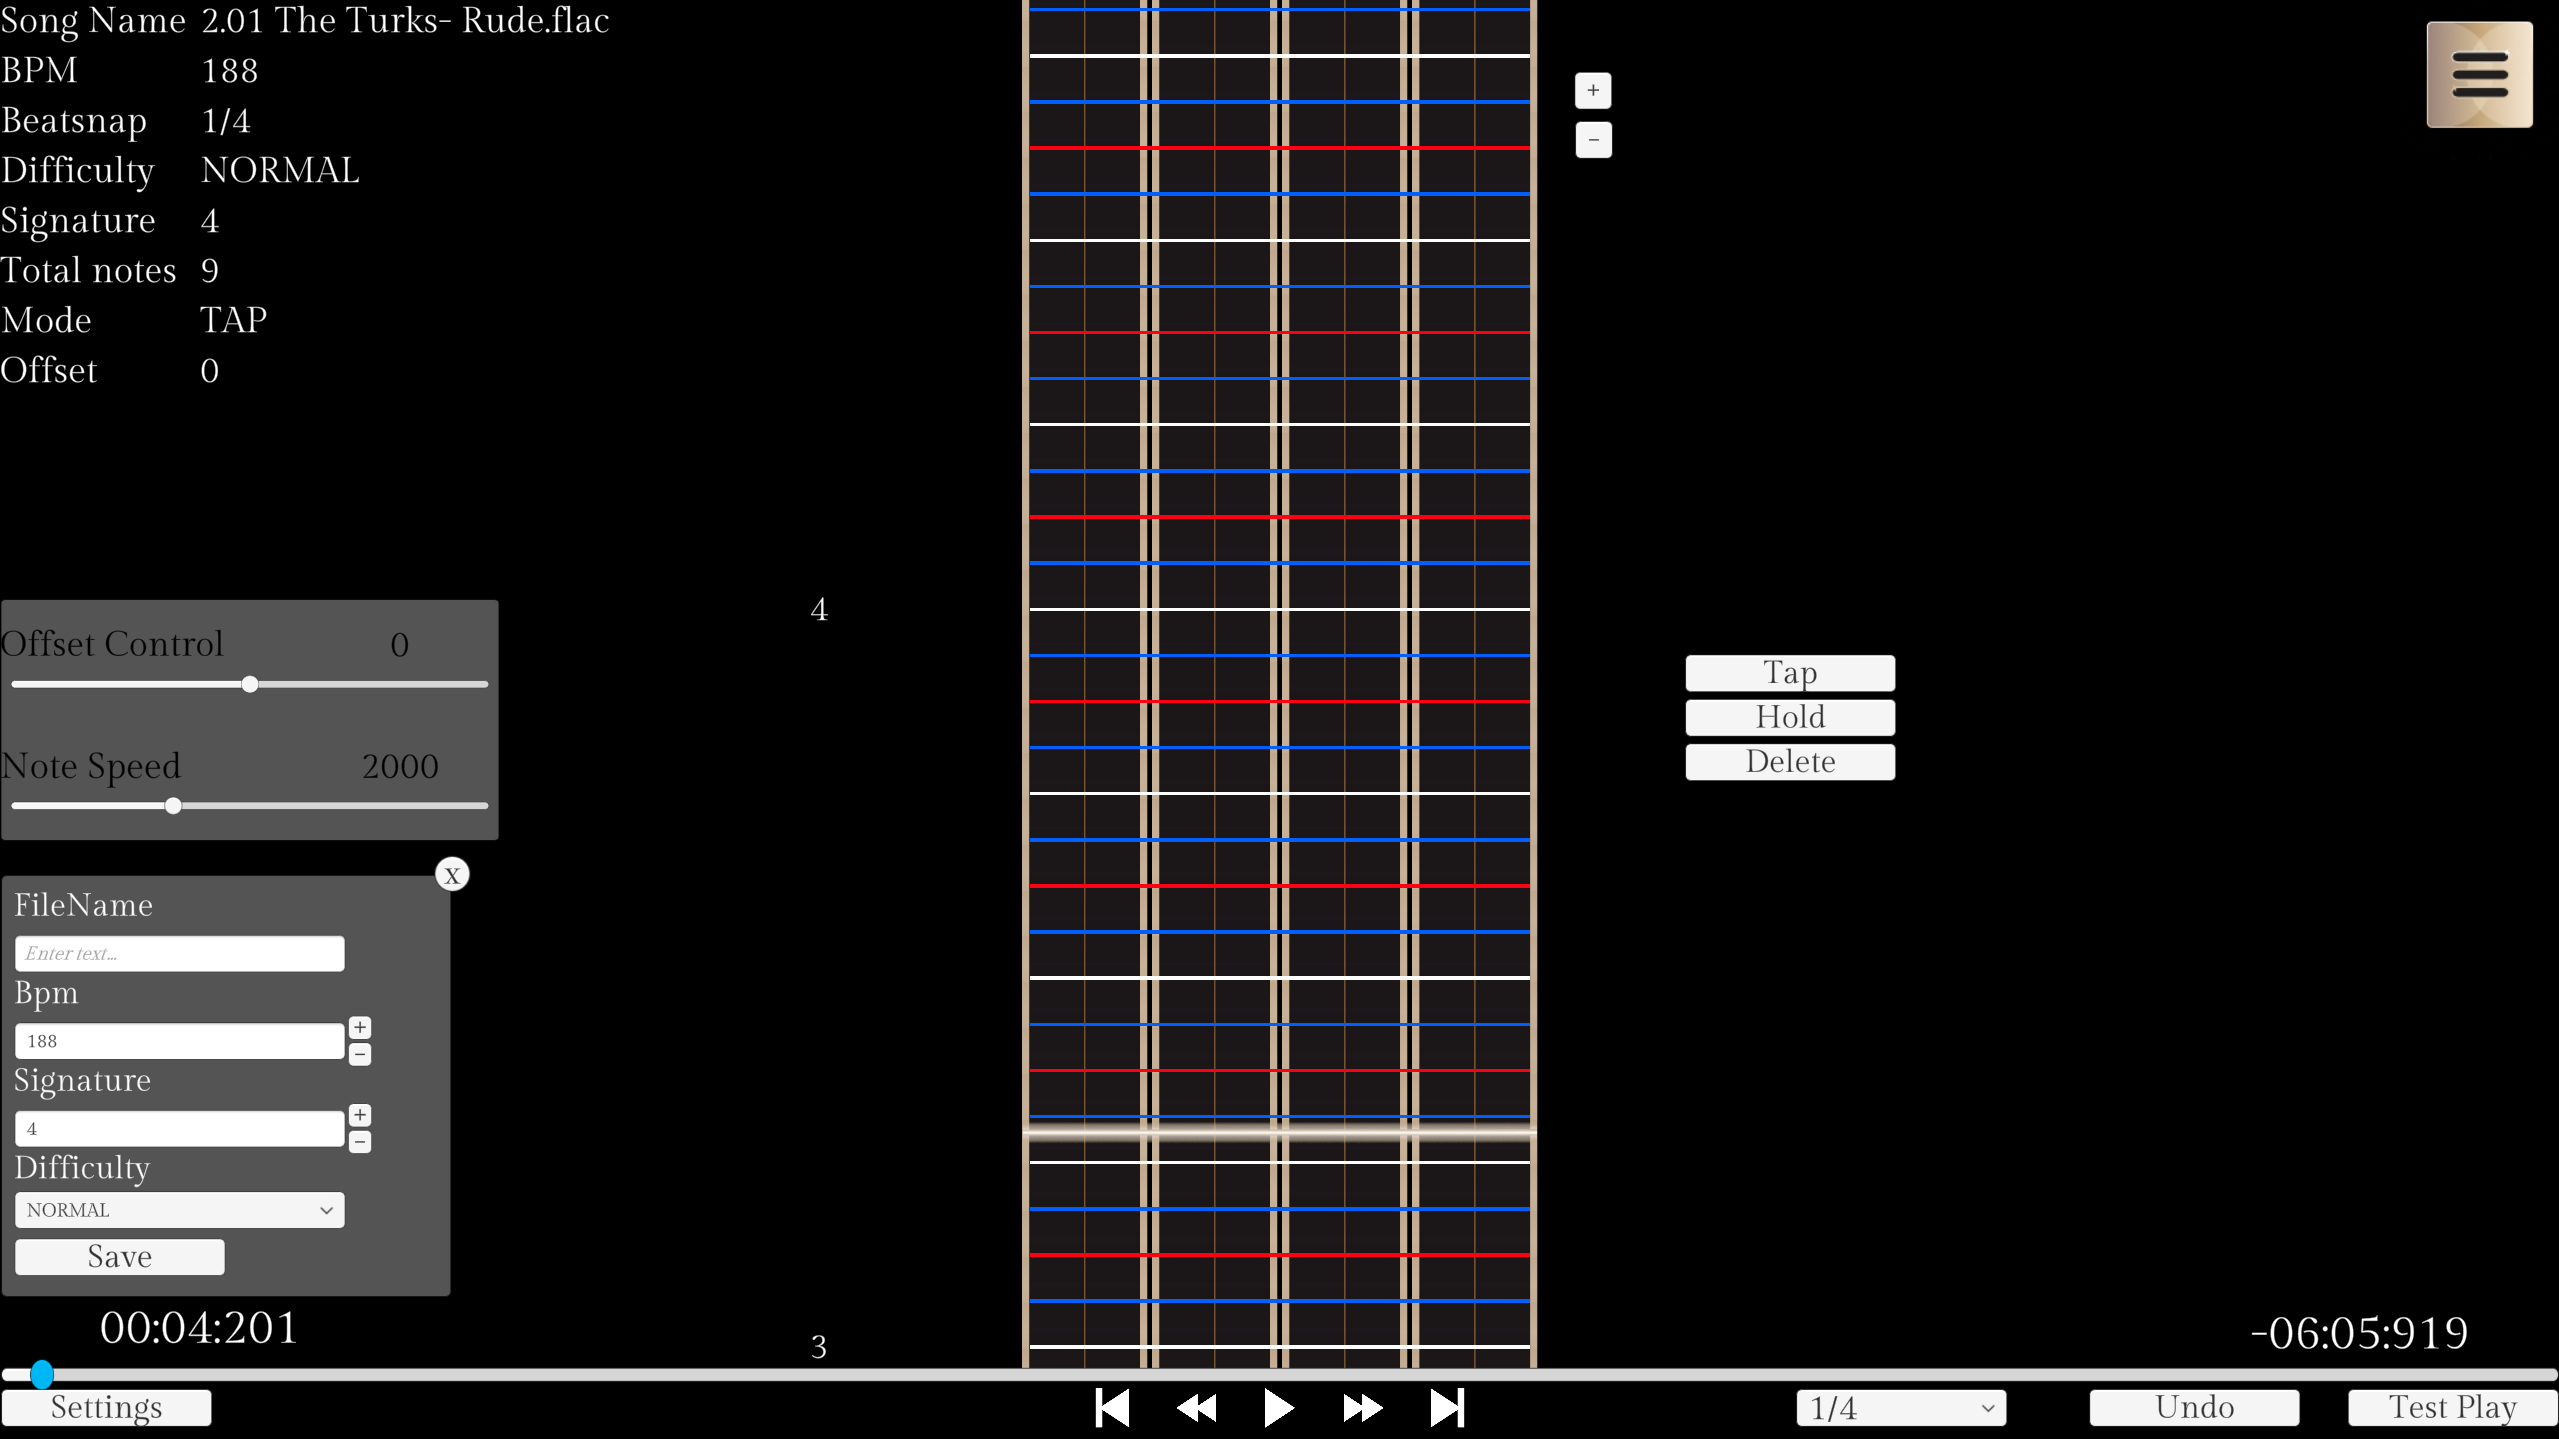 Song Name 2.01 The Turks- Rude.flac
BPM 188
Beatsnap 1/4
Difficulty NORMAL
Signature 4
Total notes 9
Mode TAP
Offset 0
+
-
4
Offset Control 0
Note Speed 2000
Tap
Hold
Delete
x
FileName
Enter text...
Bpm
188
+
-
Signature
4
+
-
Difficulty
NORMAL
Save
00:04:201
3
-06:05:919
Settings
1/4
Undo
Test Play